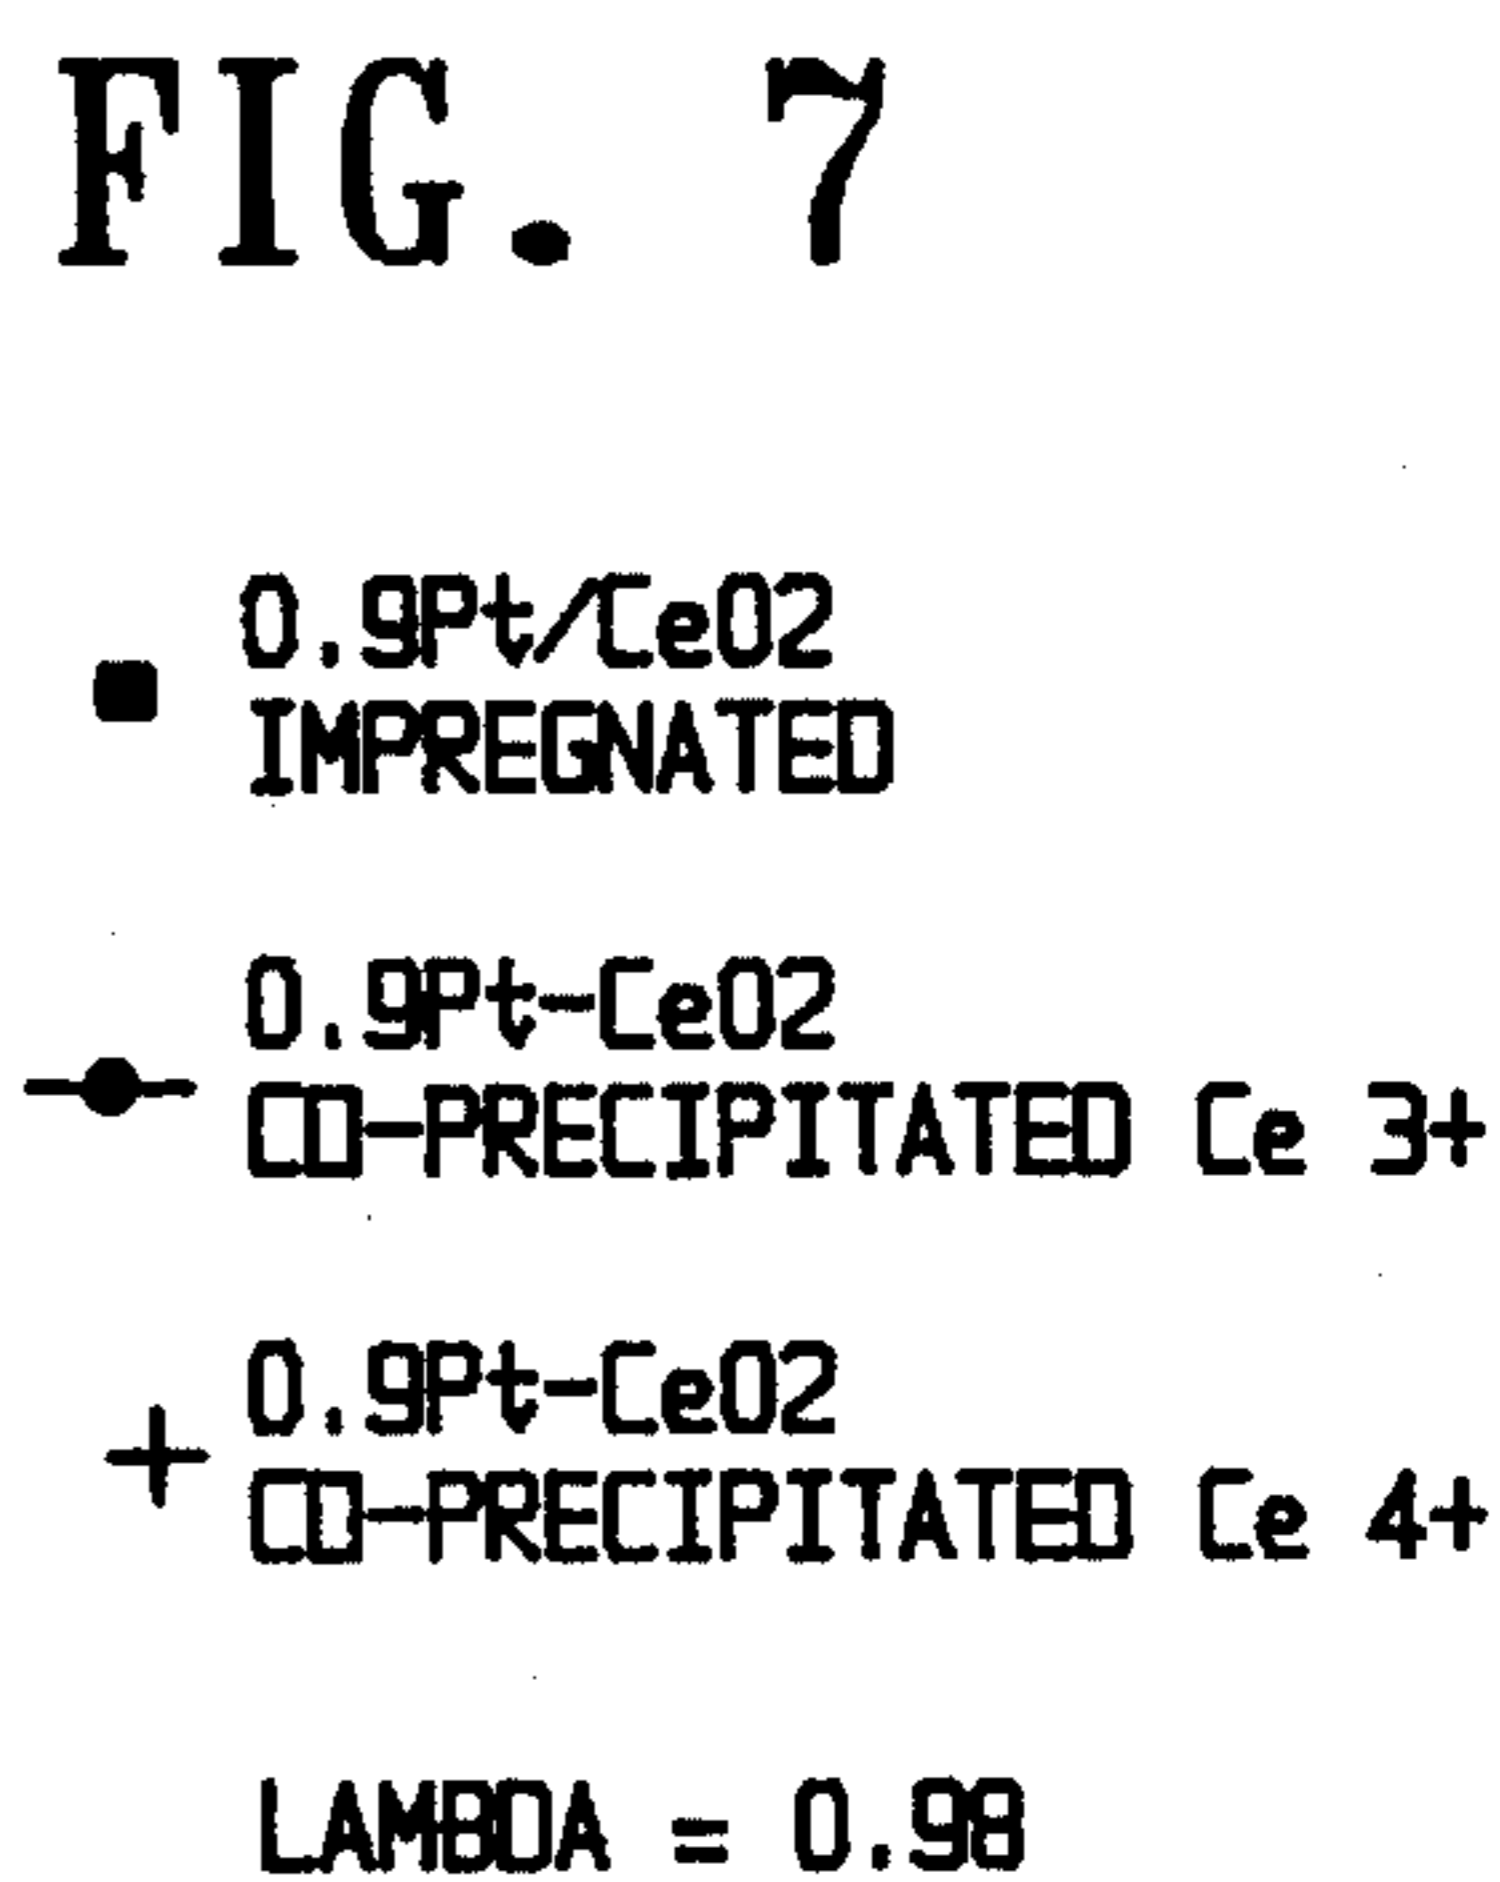 FIG. 7
0.9Pt/CeO2
IMPREGNATED
0.9Pt-CeO2
CO-PRECIPITATED Ce 3+
0.9Pt-CeO2
CO-PRECIPITATED Ce 4+
LAMBDA = 0.98